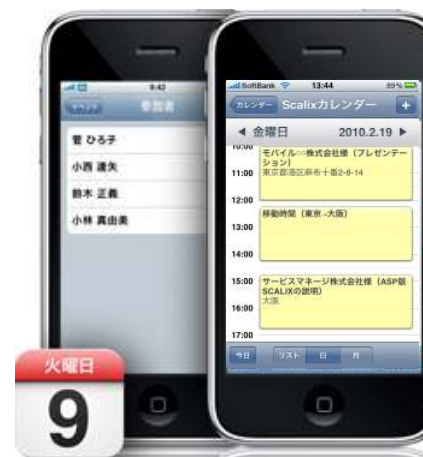 9:42
イベント 参加者
菅 ひろ子
小西 達矢
鈴木 正義
小林 真由美
SoftBank 13:44 89%
カレンダー Scalixカレンダー +
金曜日 2010.2.19
10:00
モバイル○○株式会社様（プレゼンテー
ション）
11:00 東京都港区麻布十番2-8-14
12:00
移動時間（東京→大阪）
13:00
14:00
15:00 サービスマネージ株式会社様（ASP版
SCALIXの説明）
大阪
16:00
17:00
今日 リスト 日 月
火曜日
9